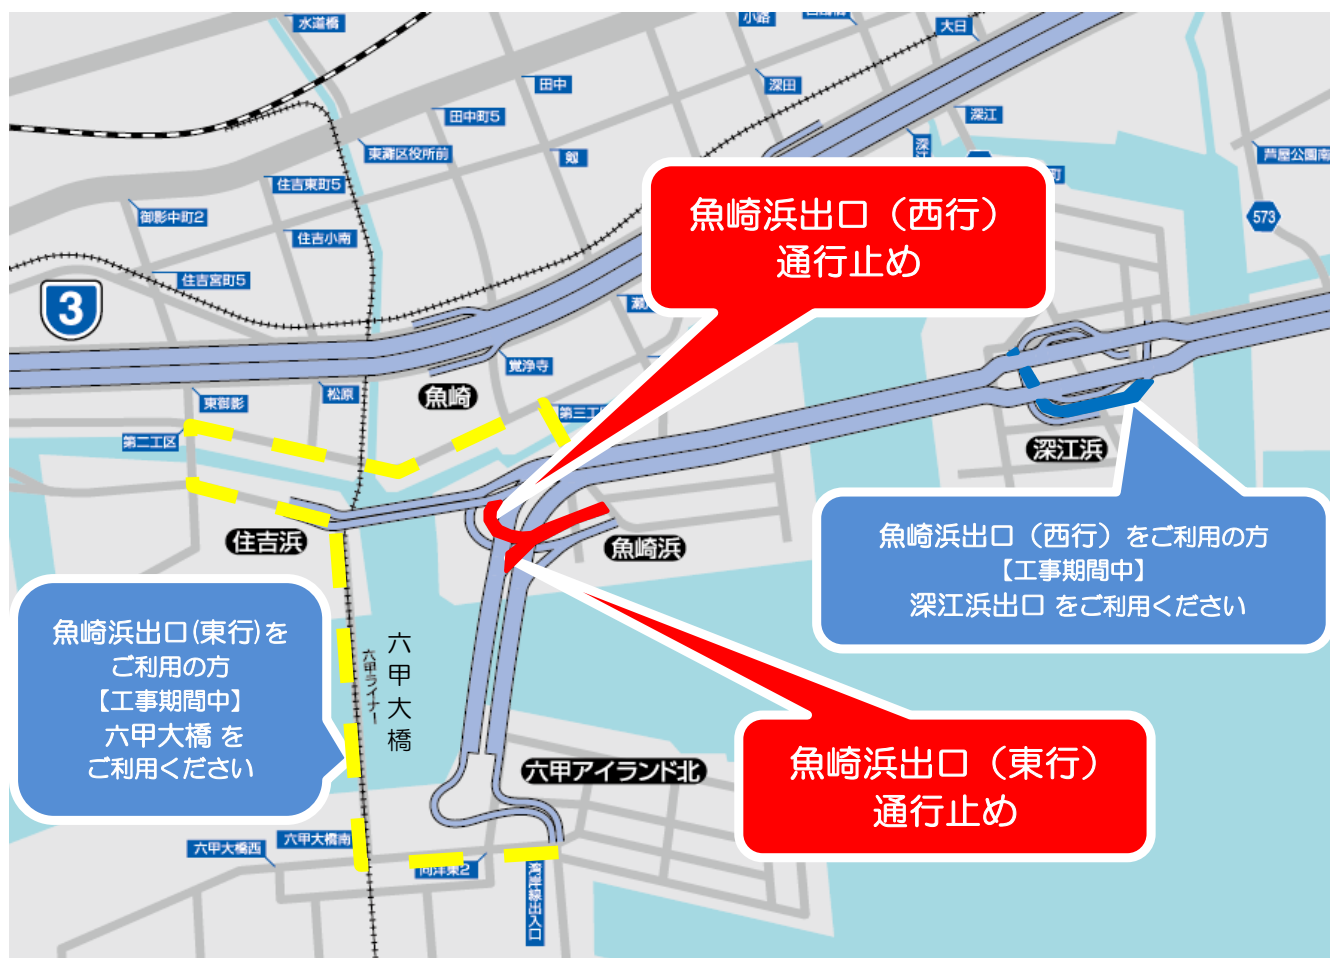 水道橋
小路
大日
田中
深田
田中町5
深江
東灘区役所前
芦屋公園南
住吉東町5
573
御影中町2
住吉小南
住吉宮町5
魚崎浜出口（西行）
通行止め
3
覚浄寺
魚崎
松原
東御影
第三工
第二工区
深江浜
住吉浜
魚崎浜
魚崎浜出口（西行）をご利用の方
【工事期間中】
深江浜出口 をご利用ください
魚崎浜出口(東行)を
ご利用の方
【工事期間中】
六甲大橋 を
ご利用ください
六甲ライナー
六甲大橋
六甲アイランド北
魚崎浜出口（東行）
通行止め
六甲大橋西
六甲大橋南
向洋東2